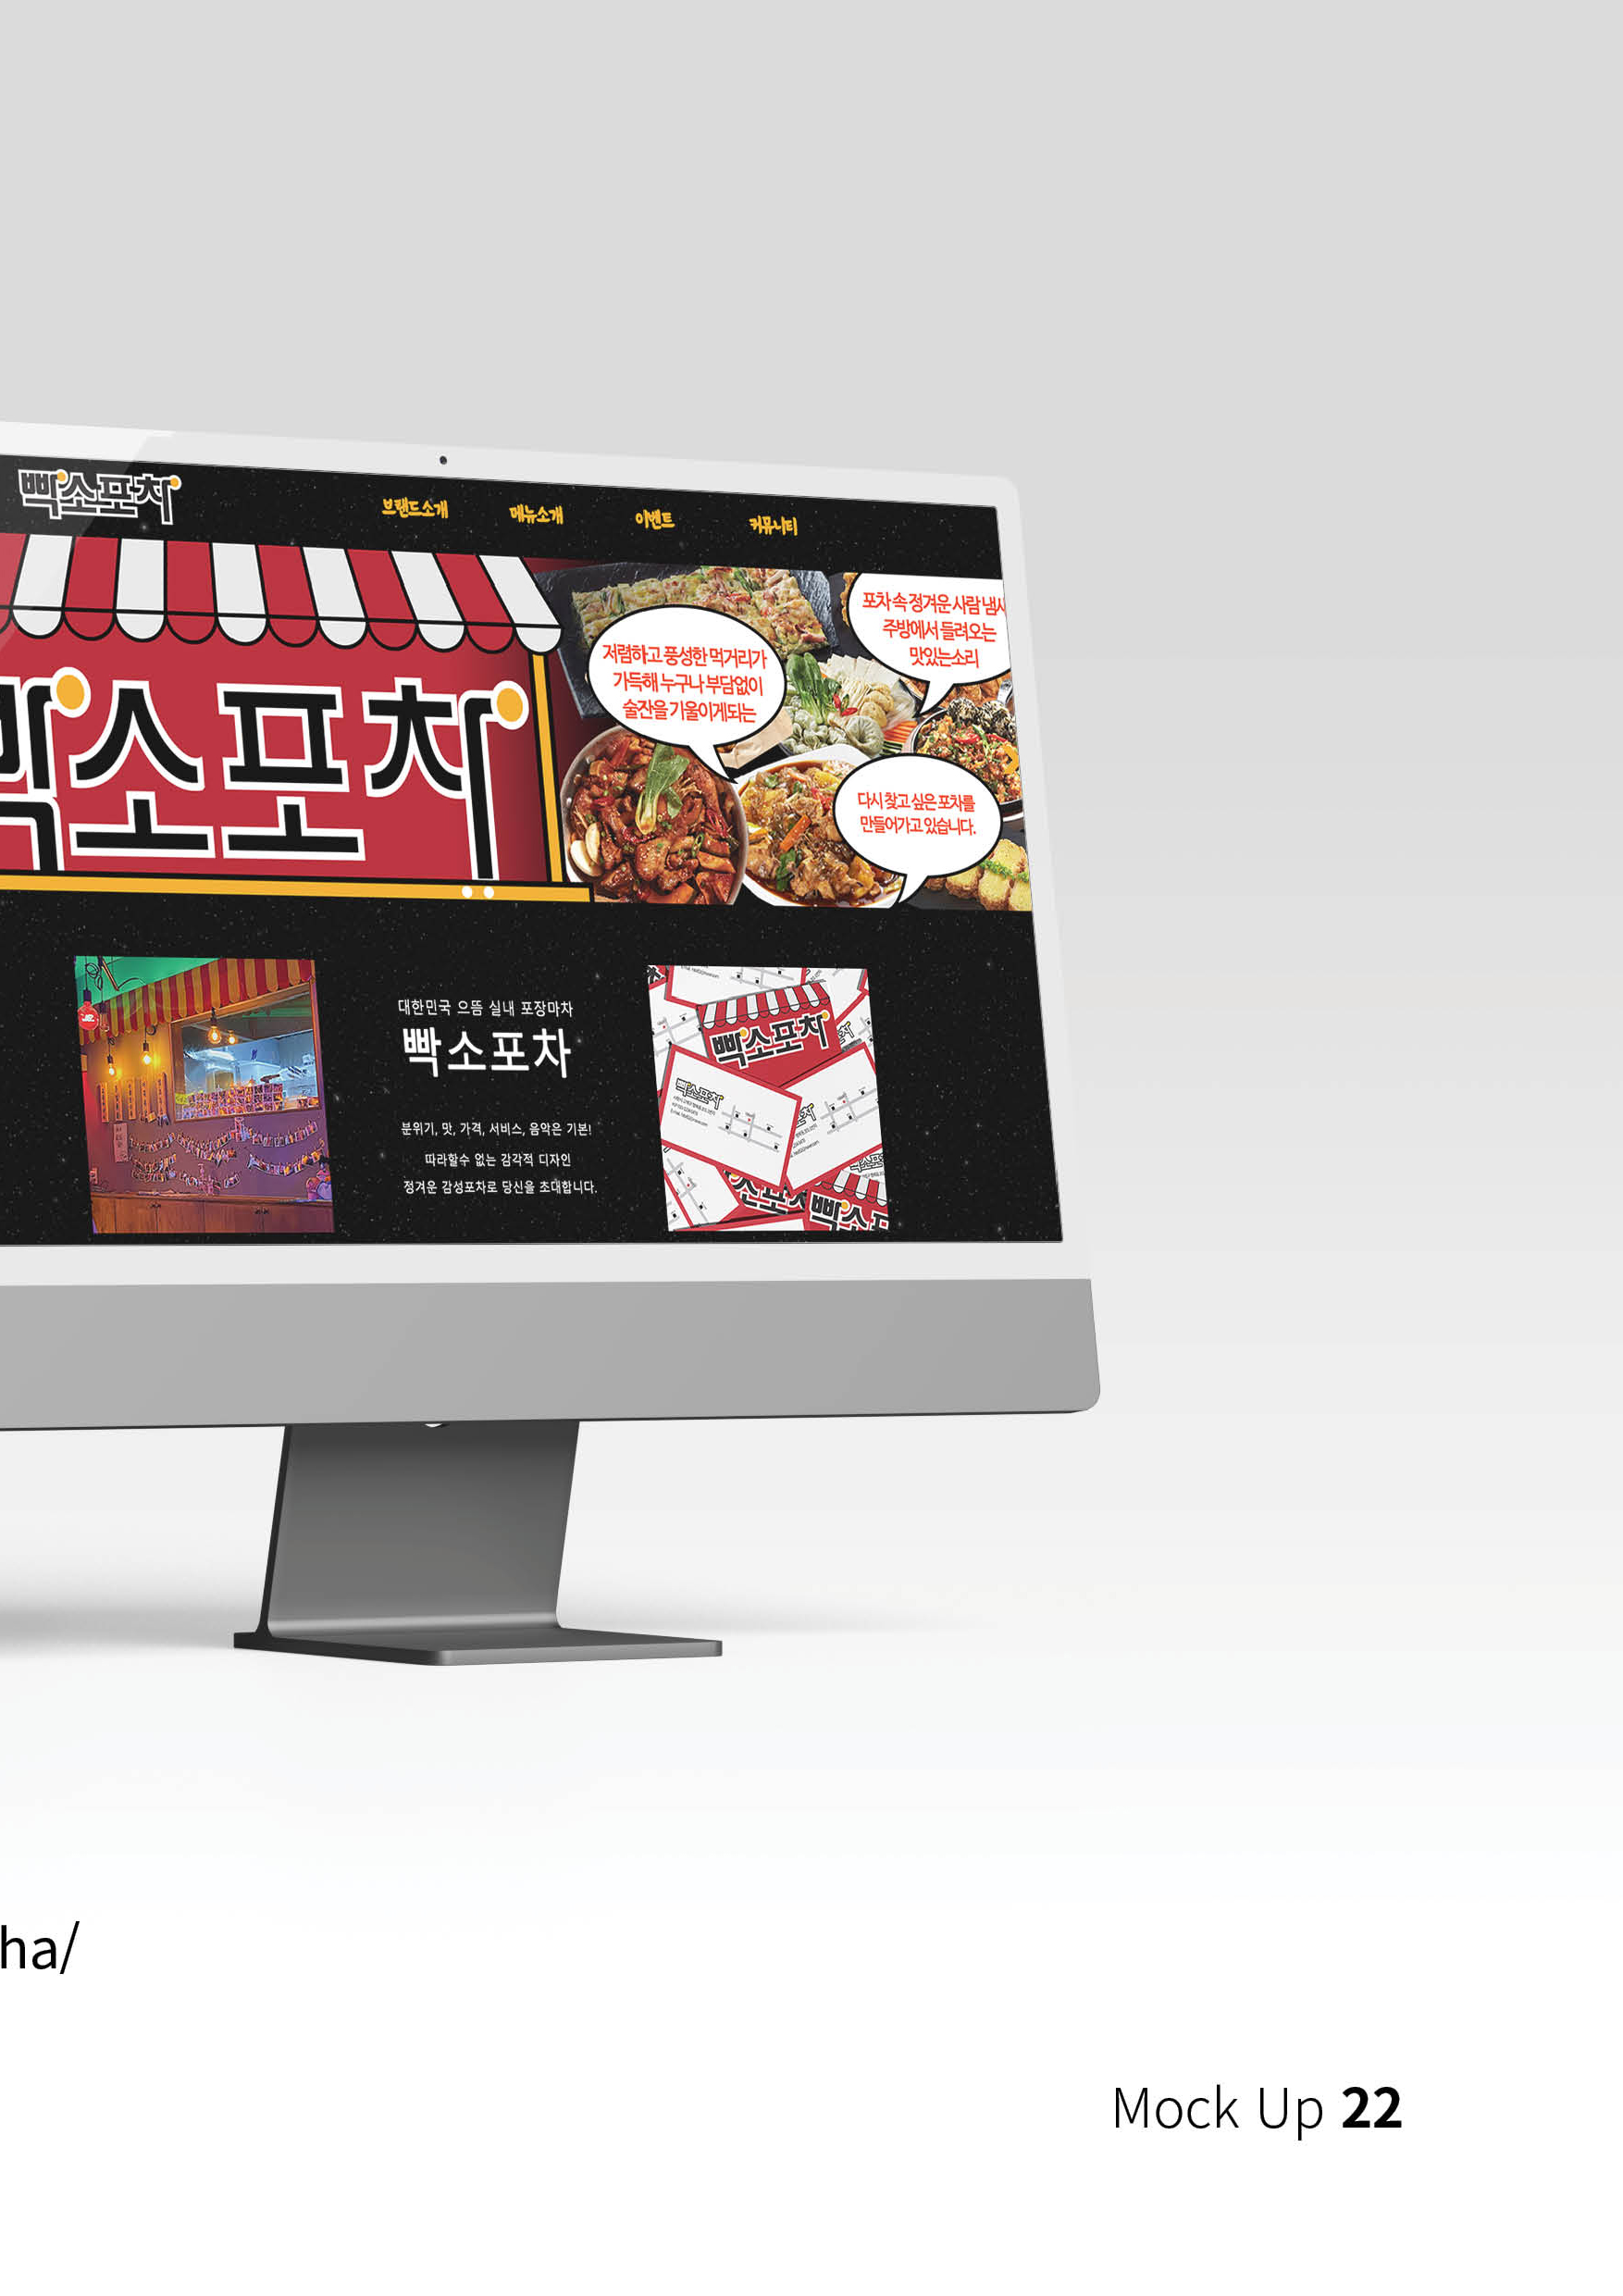 빡소포차
브랜드소개 메뉴소개 이벤트 커뮤니티
빡소포차
저렴하고 풍성한 먹거리가
가득해 누구나 부담없이
술잔을 기울이게되는
포차 속 정겨운 사람 냄새
주방에서 들려오는
맛있는소리
다시 찾고 싶은 포차를
만들어가고 있습니다.
대한민국 으뜸 실내 포장마차
빡소포차
분위기, 맛, 가격, 서비스, 음악은 기본!
따라할수 없는 감각적 디자인
정겨운 감성포차로 당신을 초대합니다.
빡소포차
빡소포차
ha/
Mock Up 22